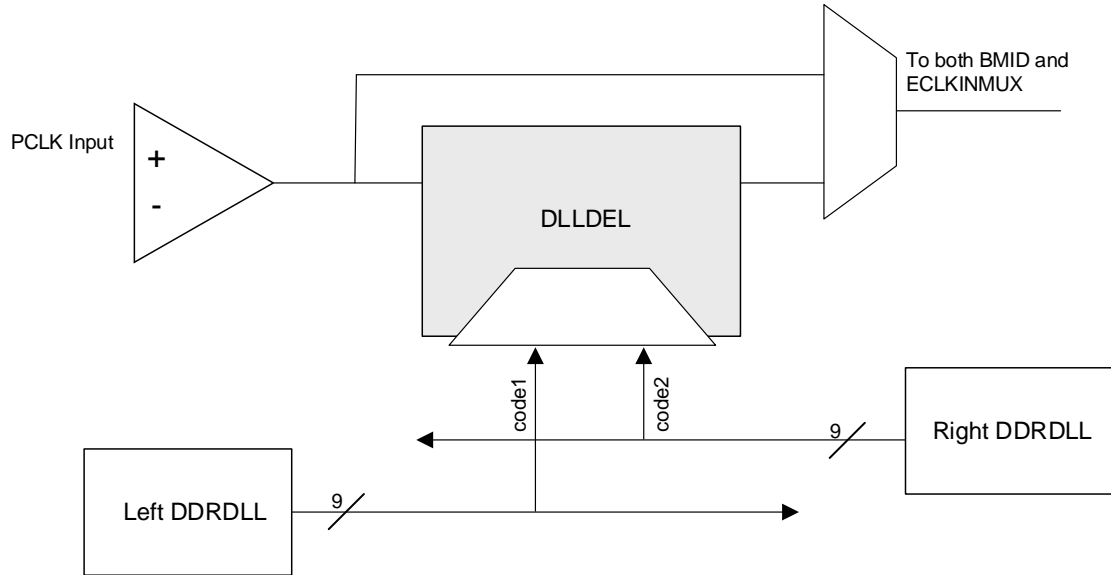 To both BMID and
ECLKINMUX
PCLK Input
+
-
DLLDEL
code1
code2
9
Right DDRDLL
9
Left DDRDLL